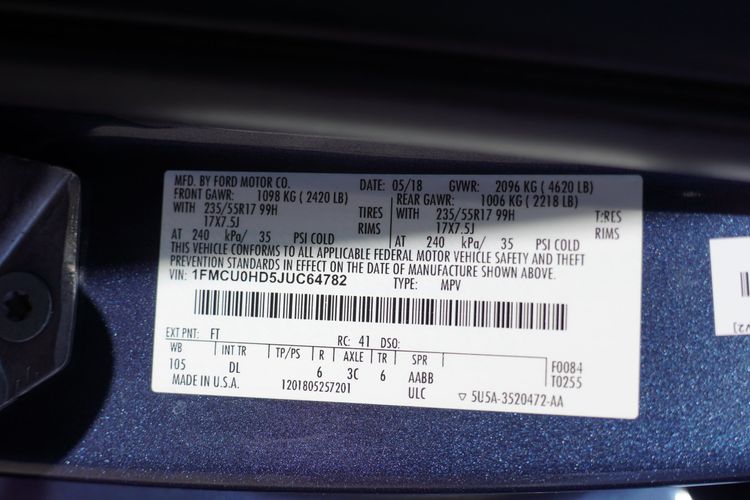 MFD. BY FORD MOTOR CO. DATE: 05/18 GVWR: 2096 KG ( 4620 LB)
FRONT GAWR: 1098 KG ( 2420 LB) REAR GAWR: 1006 KG ( 2218 LB)
WITH 235/55R17 99H TIRES WITH 235/55R17 99H TIRES
17X7.5J RIMS 17X7.5J RIMS
AT 240 kPa/ 35 PSI COLD AT 240 kPa/ 35 PSI COLD
THIS VEHICLE CONFORMS TO ALL APPLICABLE FEDERAL MOTOR VEHICLE SAFETY AND THEFT
PREVENTION STANDARDS IN EFFECT ON THE DATE OF MANUFACTURE SHOWN ABOVE.
VIN: 1FMCU0HD5JUC64782 TYPE: MPV
EXT PNT: FT RC: 41 DSO:
WB INT TR TP/PS R AXLE TR SPR
105 DL 6 3C 6 AABB F0084
MADE IN U.S.A. 1201805257201 ULC T0255
▽ 5U5A-3520472-AA